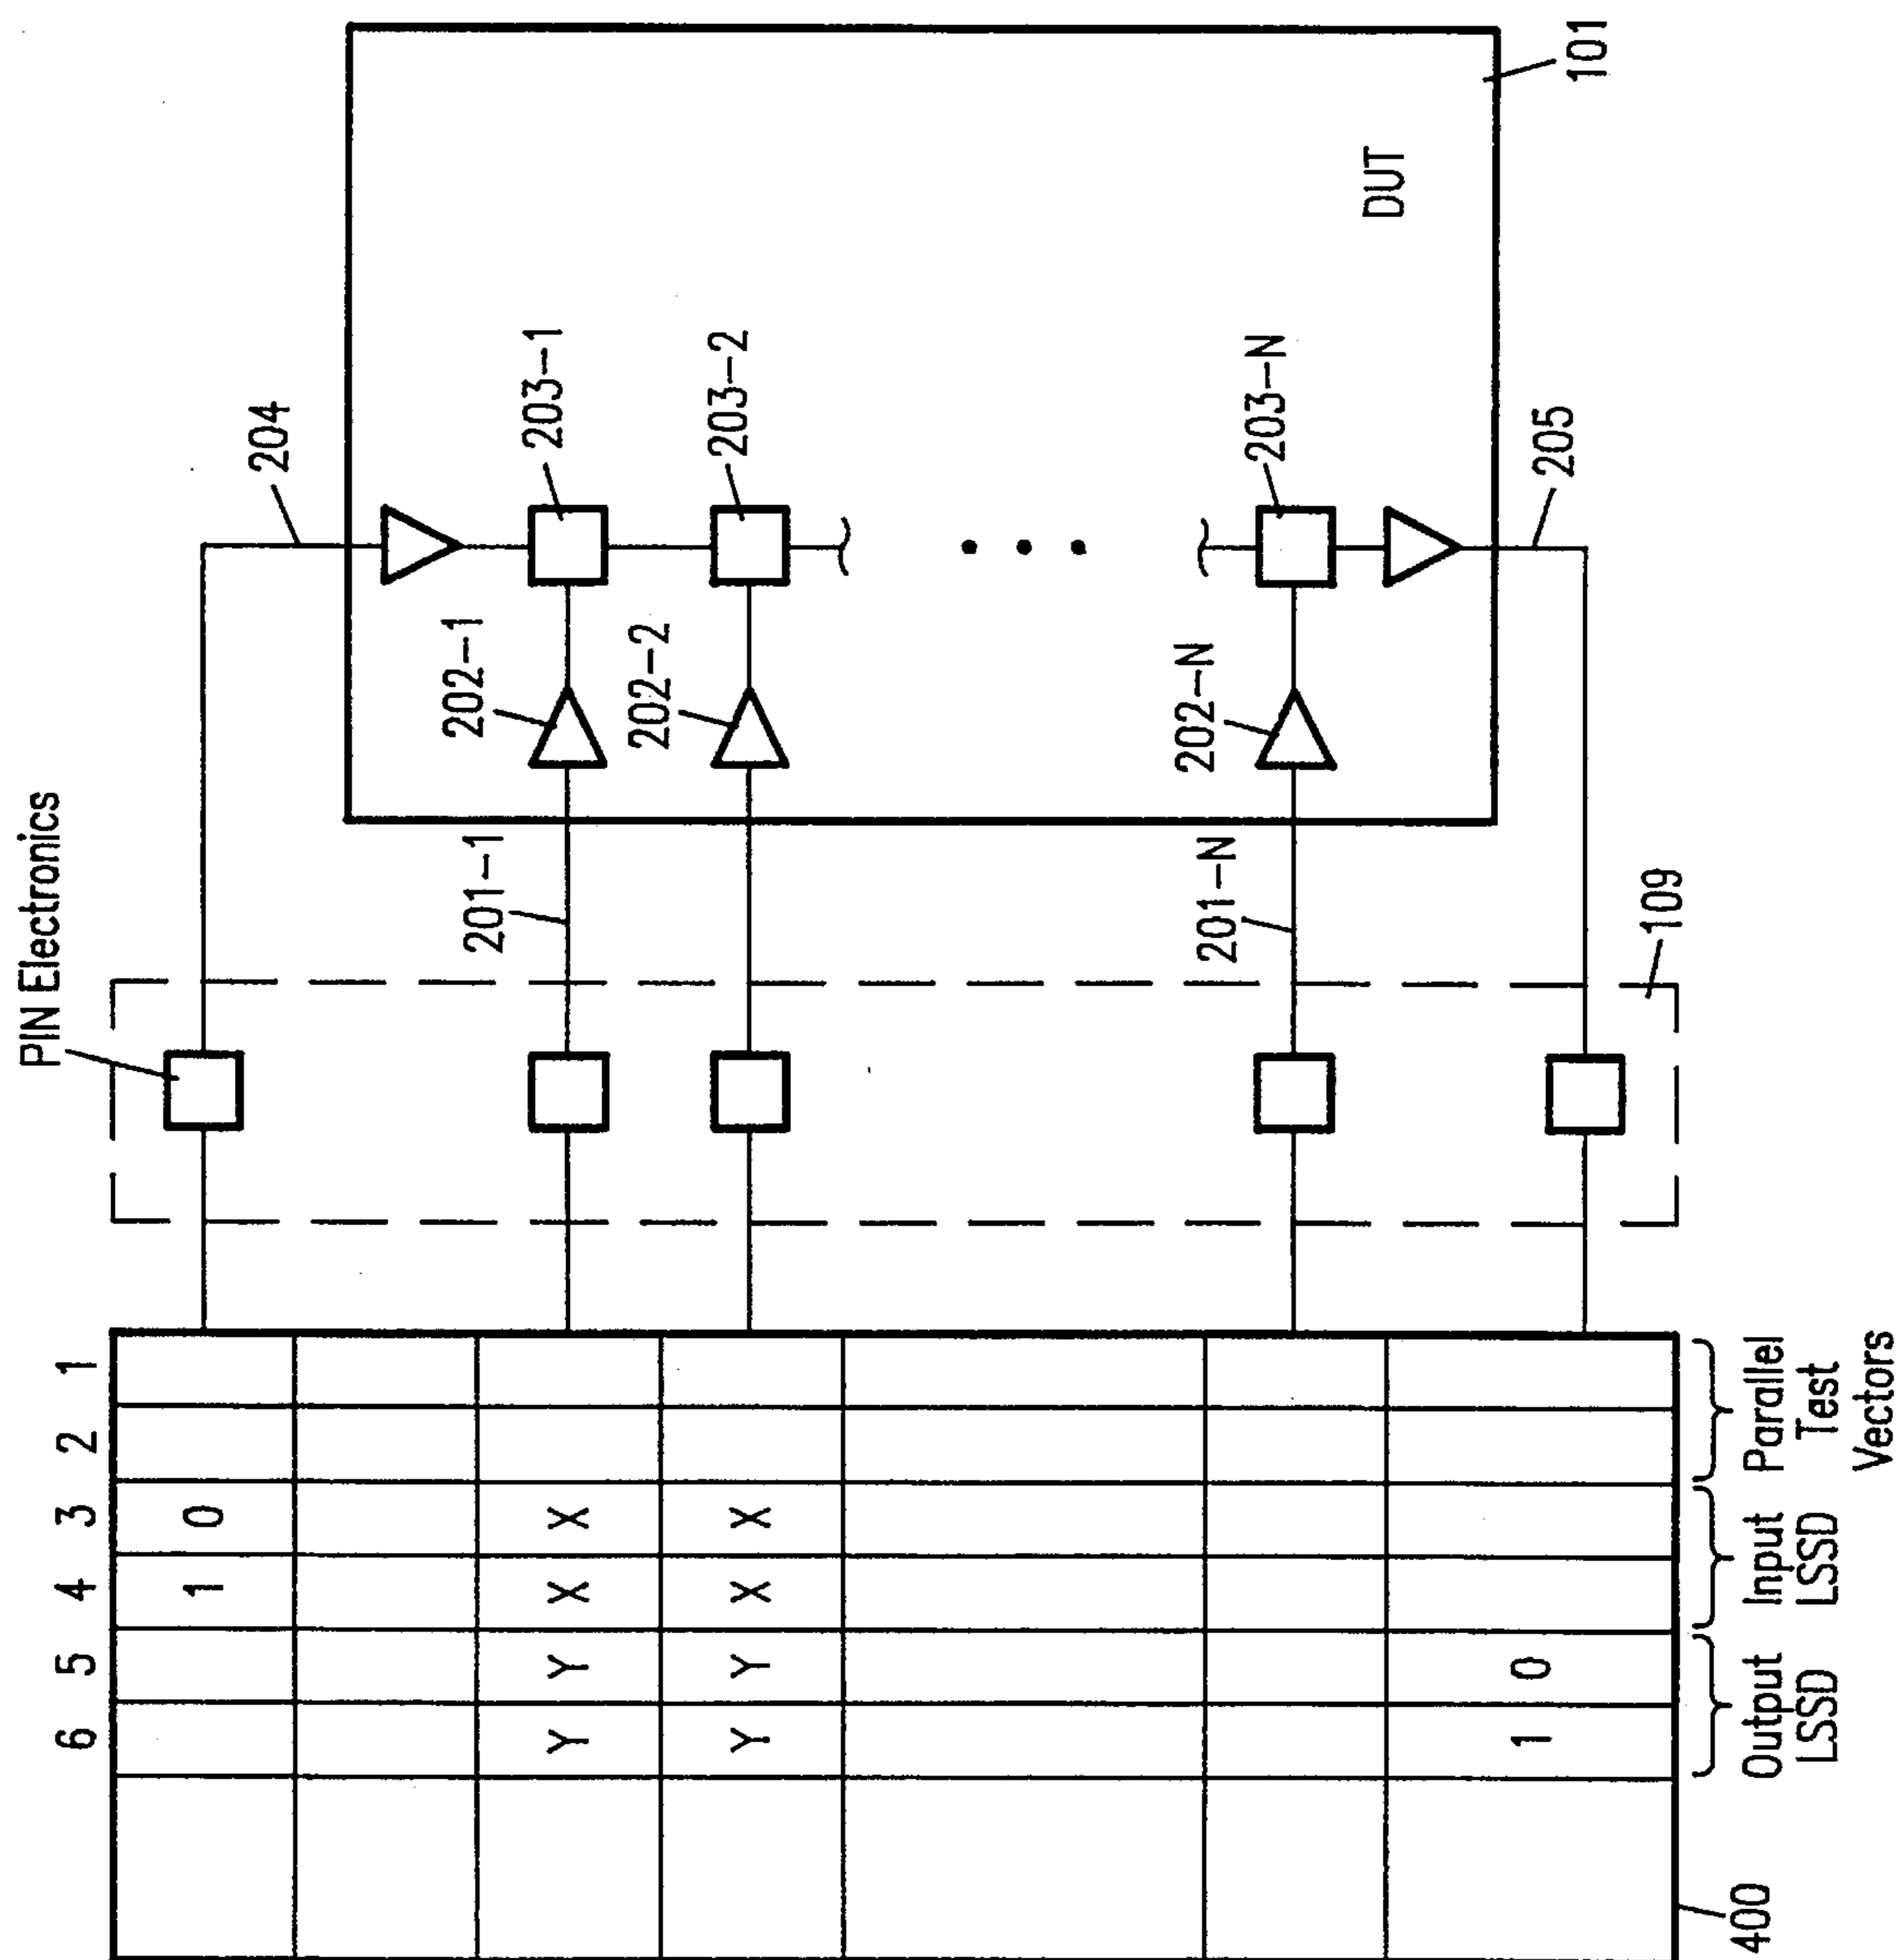 PIN Electronics
204
203-1
203-2
203-N
202-1
202-2
202-N
201-1
201-N
205
DUT
101
109
6 5 4 3 2 1
1 0
Y Y X X
Y Y X X
1 0
Output
LSSD
Input
LSSD
Parallel
Test
Vectors
400